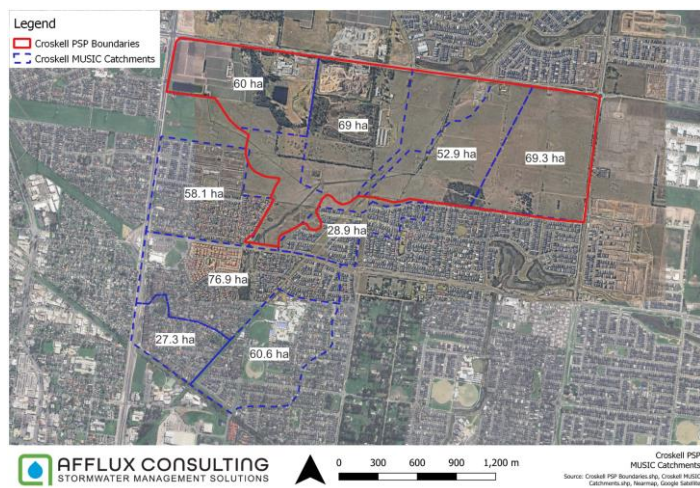 Legend
Croskell PSP Boundaries
Croskell MUSIC Catchments
60 ha
69 ha
52.9 ha
69.3 ha
58.1 ha
28.9 ha
76.9 ha
27.3 ha
60.6 ha
AFFLUX CONSULTING
STORMWATER MANAGEMENT SOLUTIONS
0 300 600 900 1,200 m
Croskell PSP
MUSIC Catchments
Source: Croskell PSP Boundaries.shp, Croskell MUSIC
Catchments.shp, Nearmap, Google Satellite